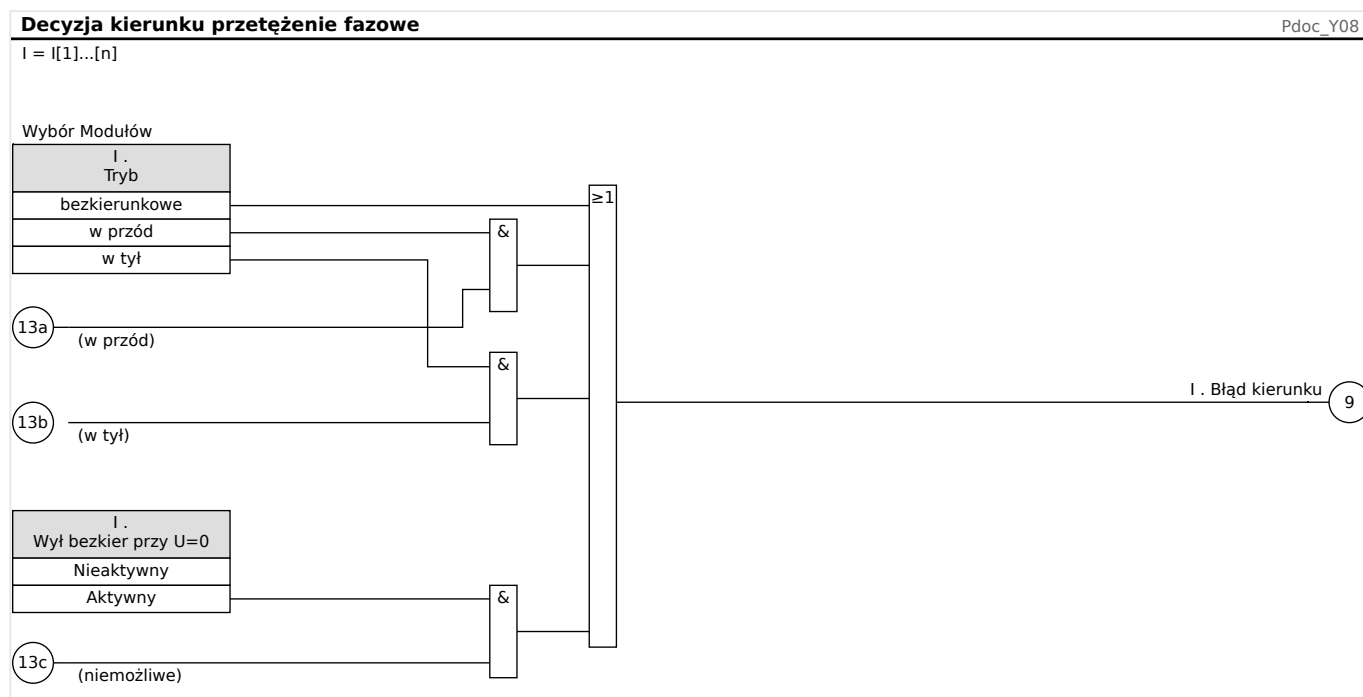 Decyzja kierunku przetężenie fazowe
Pdoc_Y08
I = I[1]...[n]
Wybór Modułów
I .
Tryb
bezkierunkowe
w przód
w tył
≥1
&
13a
(w przód)
&
I . Błąd kierunku
9
13b
(w tył)
I .
Wył bezkier przy U=0
Nieaktywny
Aktywny
&
13c
(niemożliwe)